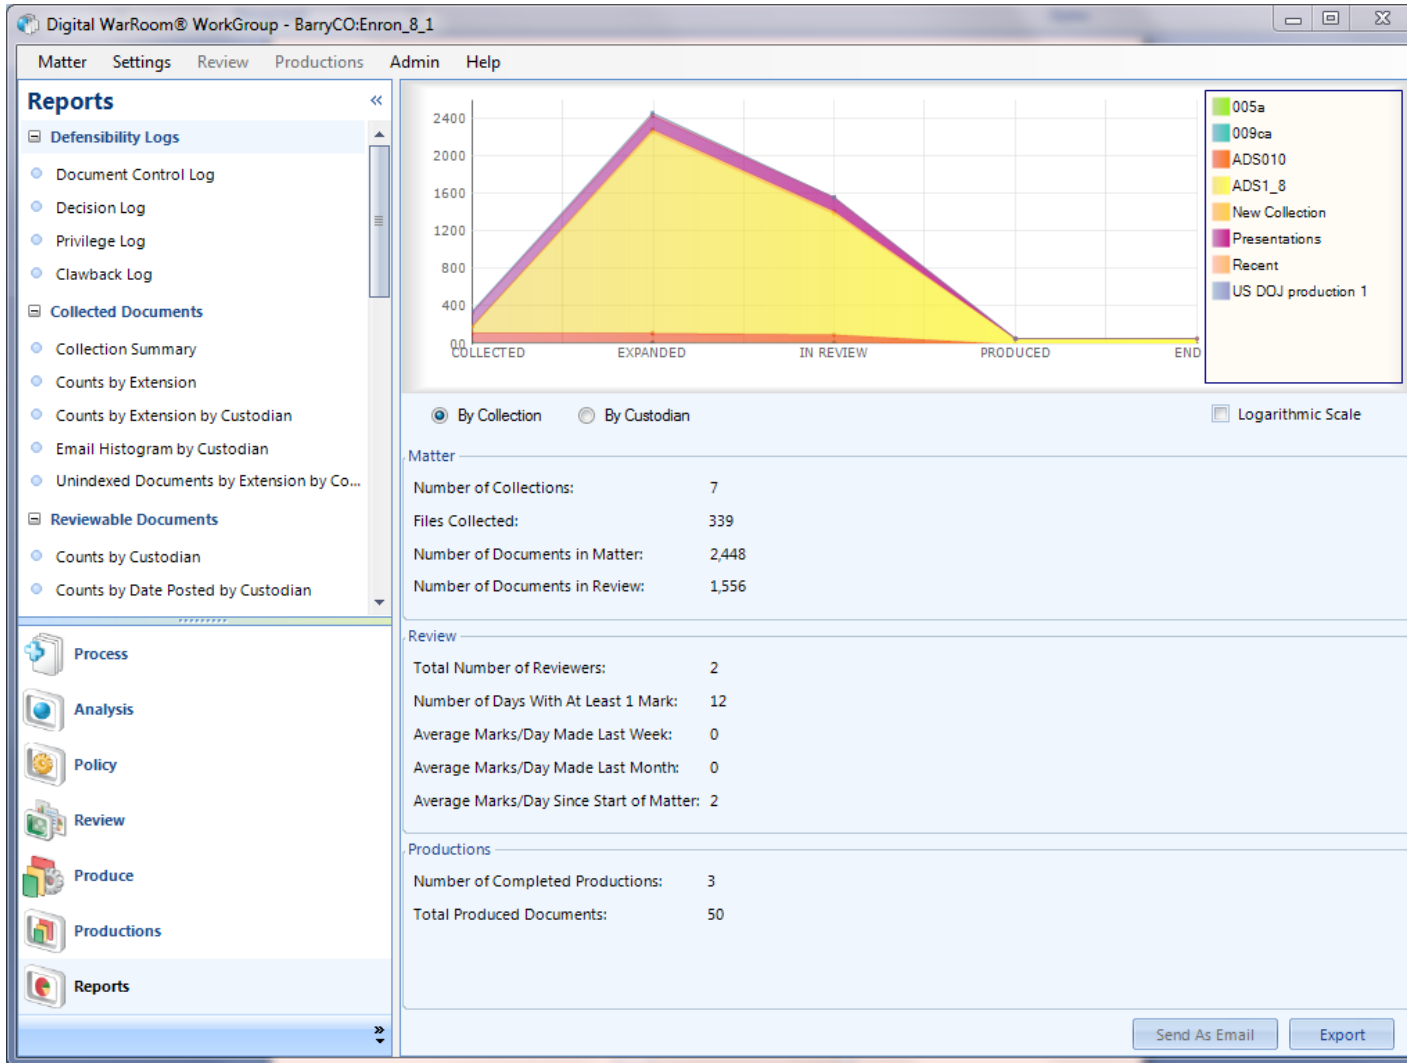 Digital WarRoom® WorkGroup - BarryCO:Enron_8_1
Matter Settings Review Productions Admin Help
Reports «
Defensibility Logs
Document Control Log
Decision Log
Privilege Log
Clawback Log
Collected Documents
Collection Summary
Counts by Extension
Counts by Extension by Custodian
Email Histogram by Custodian
Unindexed Documents by Extension by Co...
Reviewable Documents
Counts by Custodian
Counts by Date Posted by Custodian
Process
Analysis
Policy
Review
Produce
Productions
Reports
»
2400
2000
1600
1200
800
400
0.0
COLLECTED EXPANDED IN REVIEW PRODUCED END
005a
009ca
ADS010
ADS1_8
New Collection
Presentations
Recent
US DOJ production 1
By Collection By Custodian Logarithmic Scale
Matter
Number of Collections: 7
Files Collected: 339
Number of Documents in Matter: 2,448
Number of Documents in Review: 1,556
Review
Total Number of Reviewers: 2
Number of Days With At Least 1 Mark: 12
Average Marks/Day Made Last Week: 0
Average Marks/Day Made Last Month: 0
Average Marks/Day Since Start of Matter: 2
Productions
Number of Completed Productions: 3
Total Produced Documents: 50
Send As Email Export